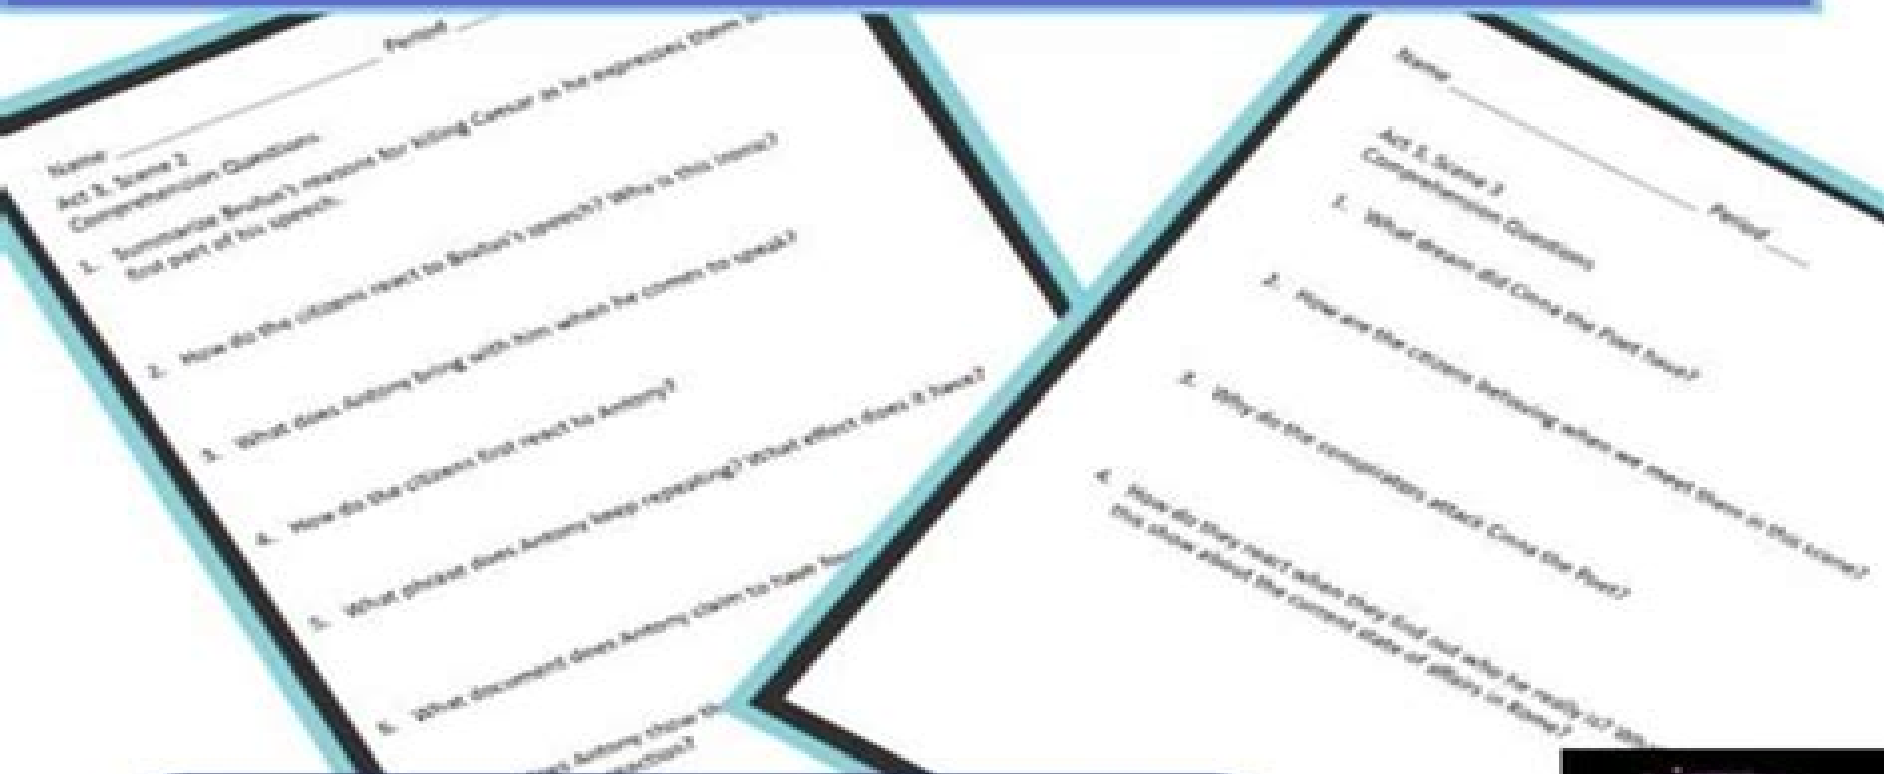 Name ____ Period ____
Act 3, Scene 2
Comprehension Questions
1. Summarize Brutus's reasons for killing Caesar as he expresses them
first part of his speech.
2. How do the citizens react to Brutus's speech? Why is this ironic?
3. What does Antony bring with him when he comes to speak?
4. How do the citizens first react to Antony?
5. What phrase does Antony keep repeating? What effect does it have?
6. What document does Antony claim to have
Antony show
reaction?
Name ____ Period ____
Act 3, Scene 3
Comprehension Questions
1. What dream did Cinna the Poet have?
2. How are the citizens behaving when we meet them in this scene?
3. Why do the conspirators attack Cinna the Poet?
4. How do they react when they find out who he really is?
this show about the current state of affairs in Rome?